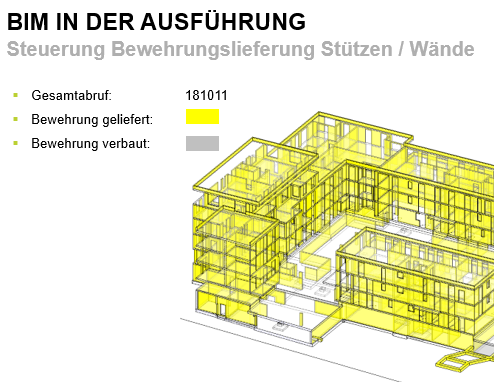 BIM IN DER AUSFÜHRUNG
Steuerung Bewehrungslieferung Stützen / Wände
Gesamtabruf: 181011
Bewehrung geliefert:
Bewehrung verbaut: